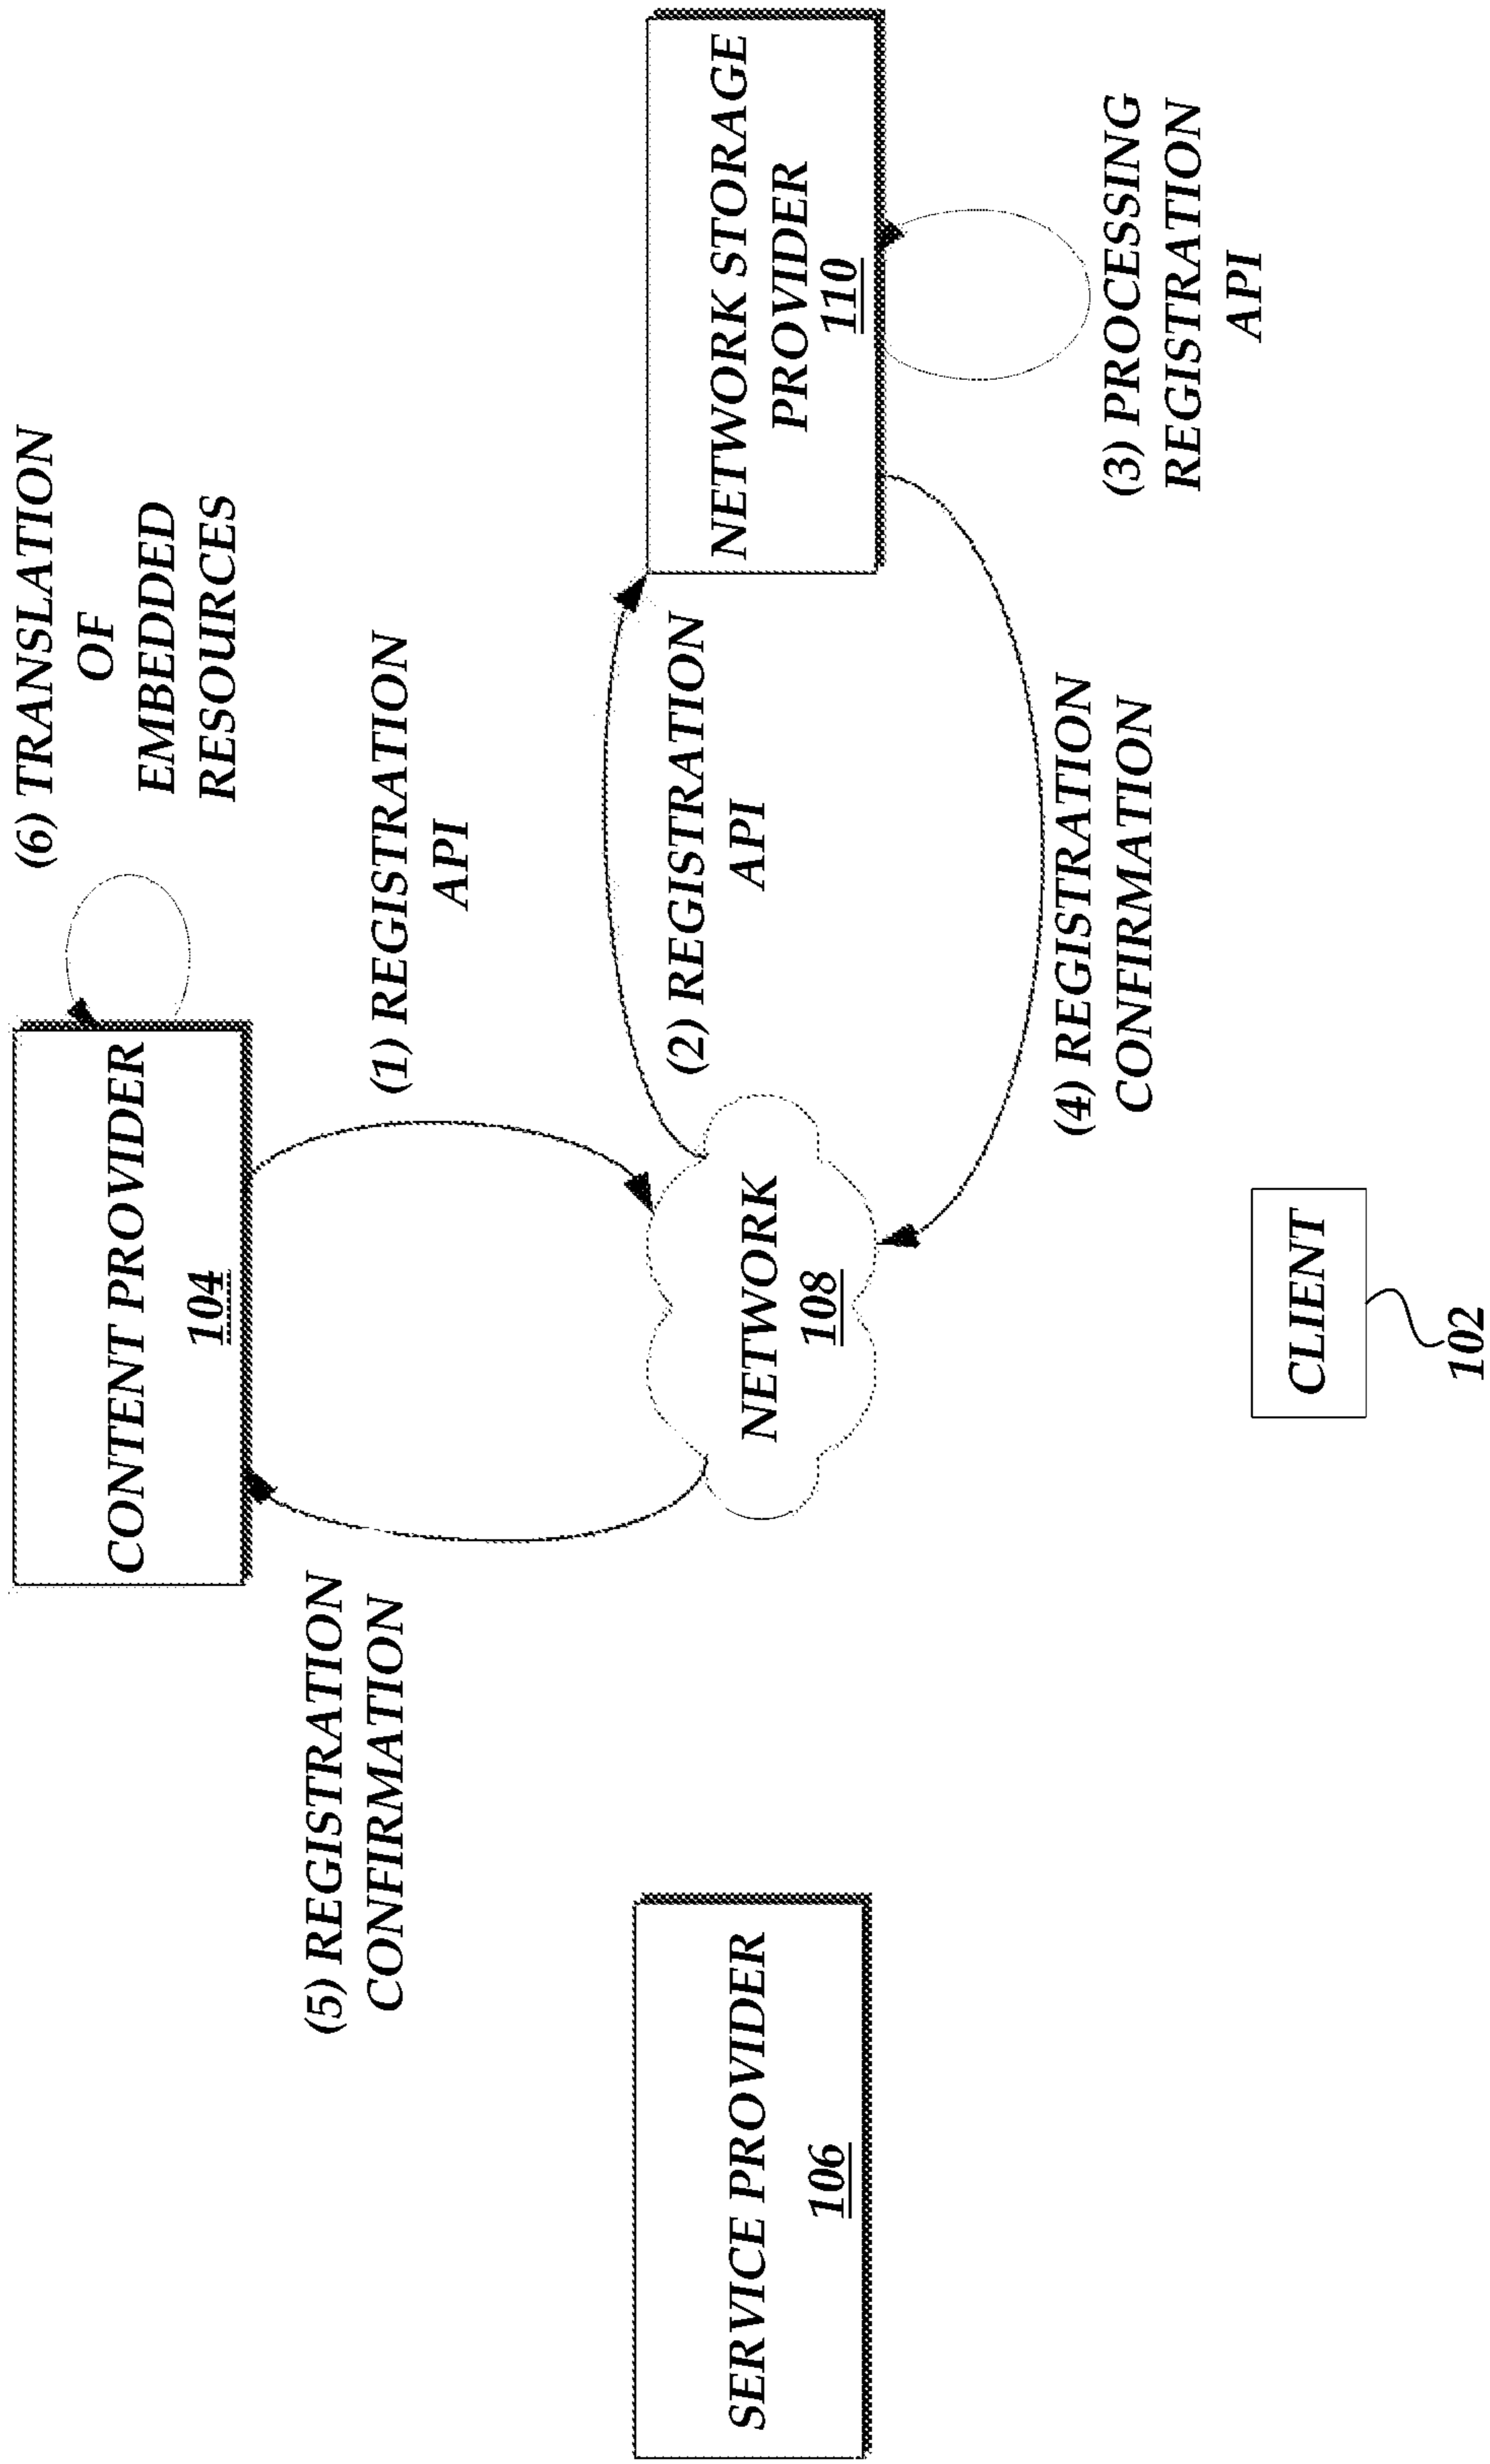 (6) TRANSLATION
OF
EMBEDDED
RESOURCES
CONTENT PROVIDER
104
(5) REGISTRATION
CONFIRMATION
(1) REGISTRATION
API
SERVICE PROVIDER
106
NETWORK
108
(2) REGISTRATION
API
NETWORK STORAGE
PROVIDER
110
(4) REGISTRATION
CONFIRMATION
(3) PROCESSING
REGISTRATION
API
CLIENT
102